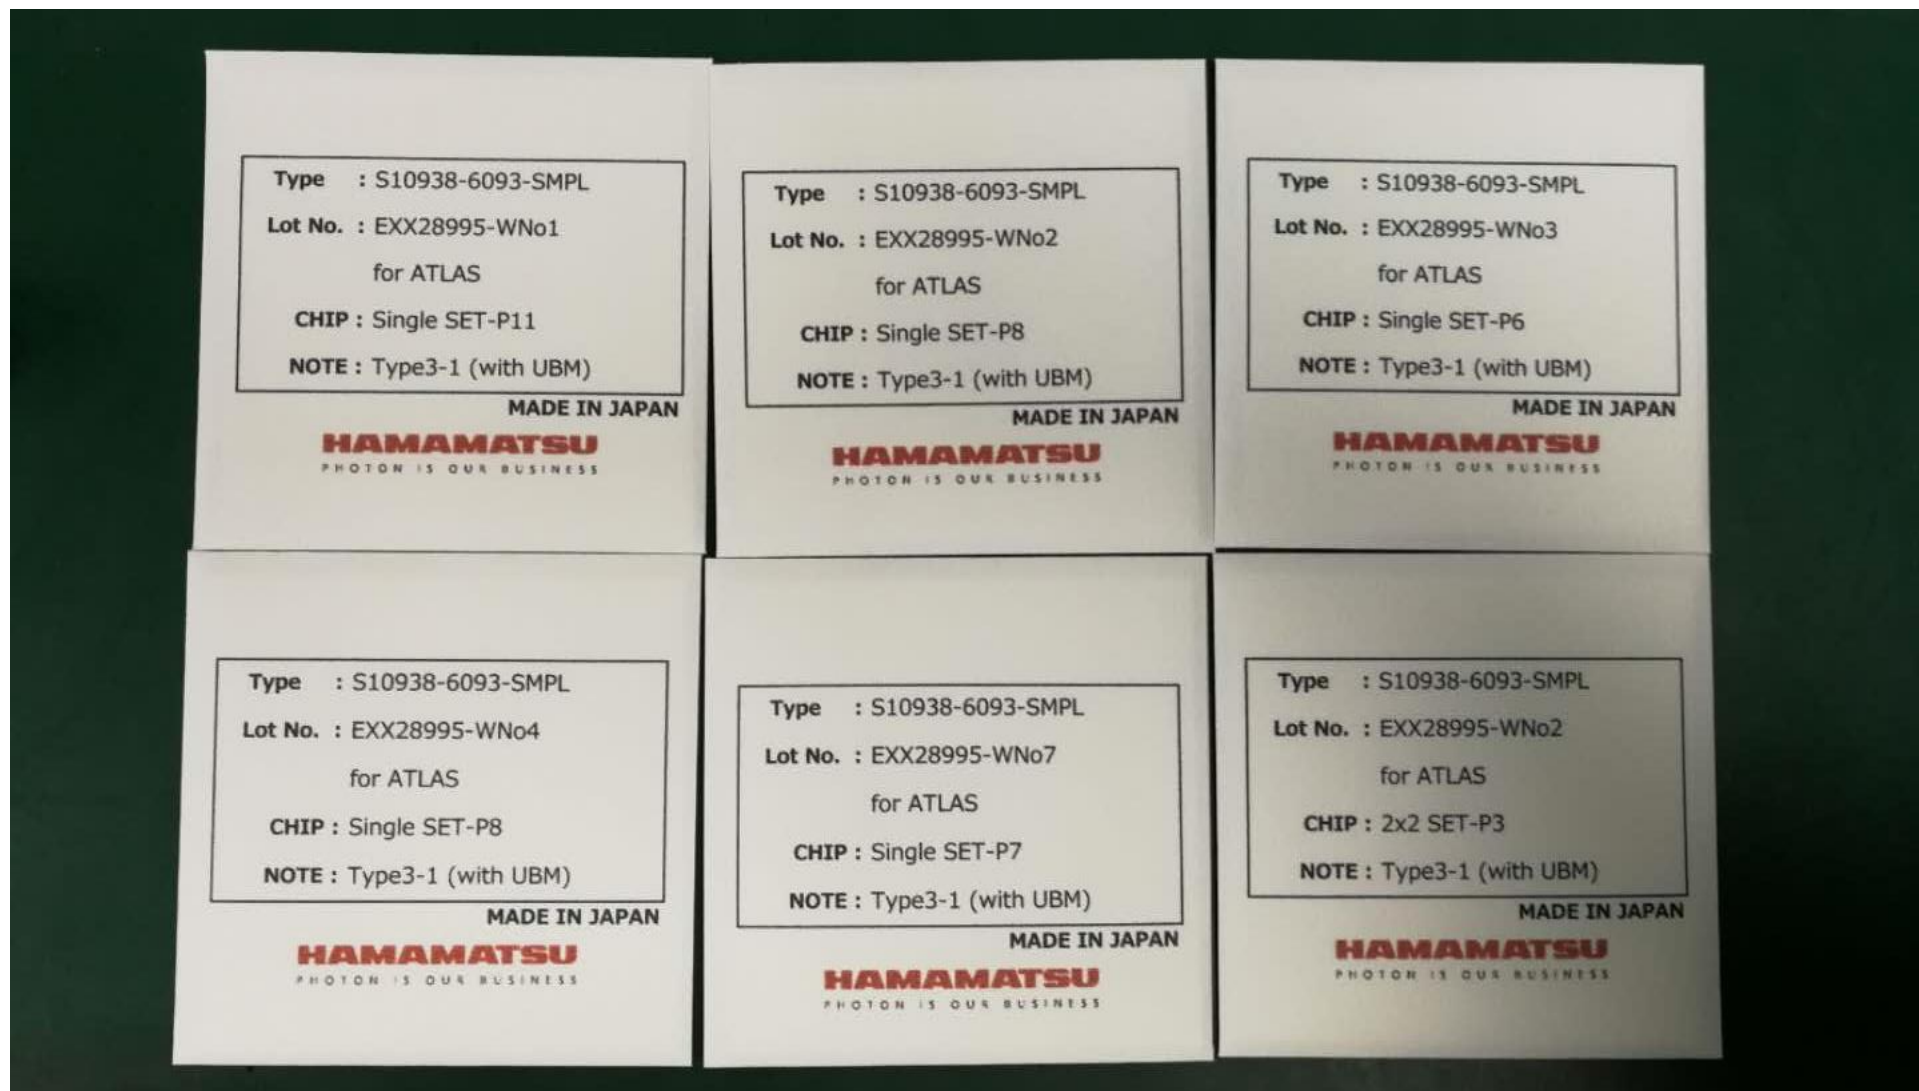 Type : S10938-6093-SMPL
Lot No. : EXX28995-WNo1
for ATLAS
CHIP : Single SET-P11
NOTE : Type3-1 (with UBM)
MADE IN JAPAN
HAMAMATSU
PHOTON IS OUR BUSINESS
Type : S10938-6093-SMPL
Lot No. : EXX28995-WNo2
for ATLAS
CHIP : Single SET-P8
NOTE : Type3-1 (with UBM)
MADE IN JAPAN
HAMAMATSU
PHOTON IS OUR BUSINESS
Type : S10938-6093-SMPL
Lot No. : EXX28995-WNo3
for ATLAS
CHIP : Single SET-P6
NOTE : Type3-1 (with UBM)
MADE IN JAPAN
HAMAMATSU
PHOTON IS OUR BUSINESS
Type : S10938-6093-SMPL
Lot No. : EXX28995-WNo4
for ATLAS
CHIP : Single SET-P8
NOTE : Type3-1 (with UBM)
MADE IN JAPAN
HAMAMATSU
PHOTON IS OUR BUSINESS
Type : S10938-6093-SMPL
Lot No. : EXX28995-WNo7
for ATLAS
CHIP : Single SET-P7
NOTE : Type3-1 (with UBM)
MADE IN JAPAN
HAMAMATSU
PHOTON IS OUR BUSINESS
Type : S10938-6093-SMPL
Lot No. : EXX28995-WNo2
for ATLAS
CHIP : 2x2 SET-P3
NOTE : Type3-1 (with UBM)
MADE IN JAPAN
HAMAMATSU
PHOTON IS OUR BUSINESS